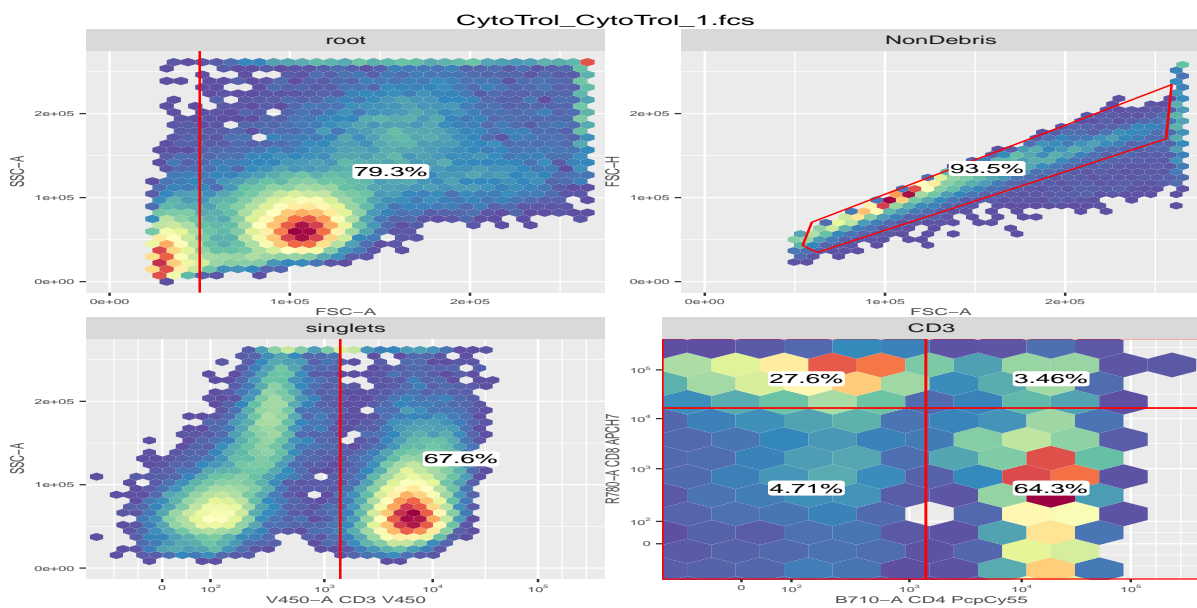 CytoTrol_CytoTrol_1.fcs
root
NonDebris
2e+05
1e+05
0e+00
SSC-A
79.3%
0e+00
1e+05
2e+05
FSC-A
2e+05
1e+05
0e+00
FSC-H
93.5%
0e+00
1e+05
2e+05
FSC-A
singlets
CD3
2e+05
1e+05
0e+00
SSC-A
67.6%
0
10²
10³
10⁴
10⁵
V450-A CD3 V450
10⁵
10⁴
10³
10²
0
R780-A CD8 APCH7
27.6%
3.46%
4.71%
64.3%
0
10²
10³
10⁴
10⁵
B710-A CD4 PcpCy55